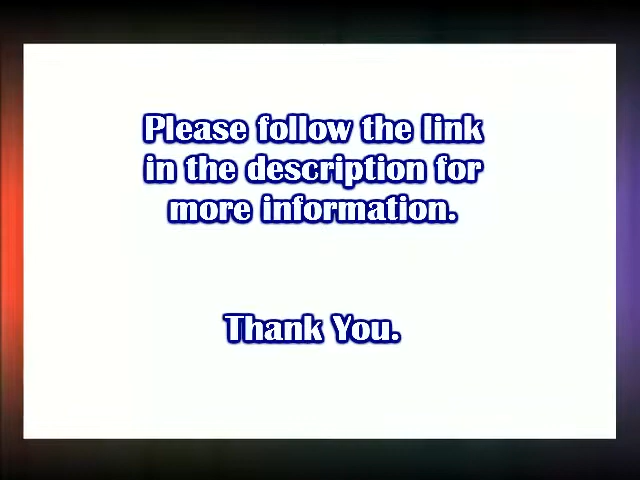 Please follow the link
in the description for
more information.
Thank You.